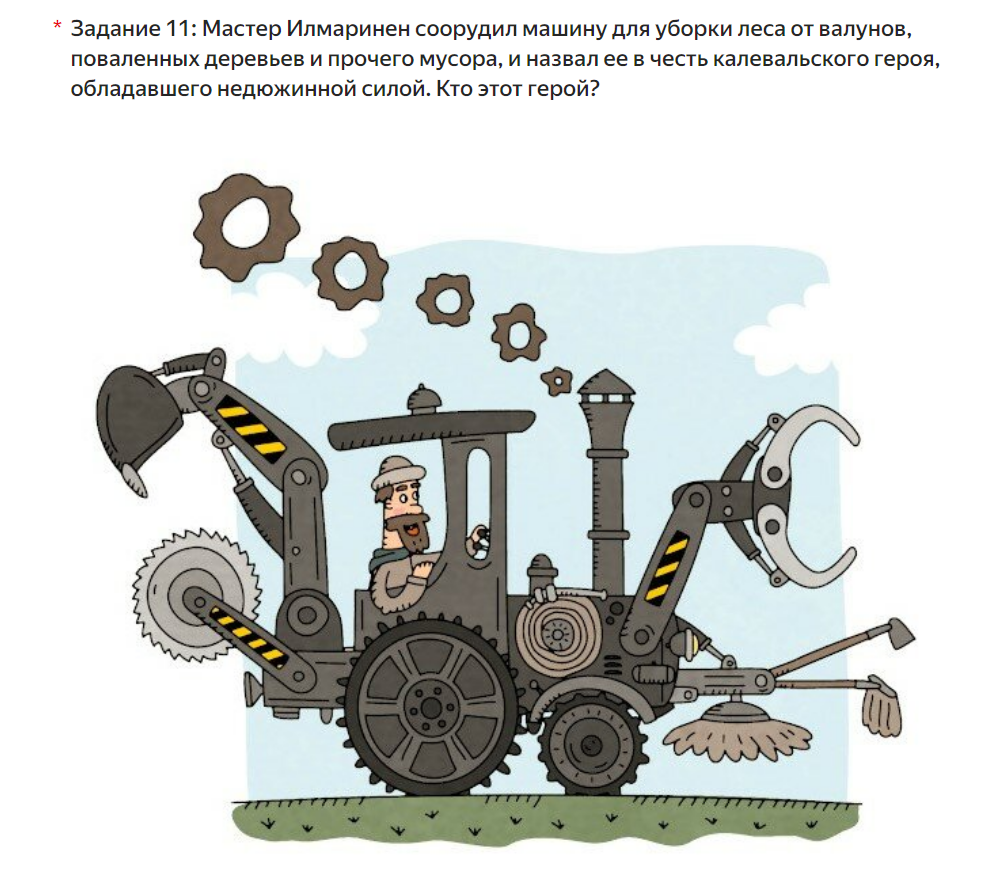 * Задание 11: Мастер Илмаринен соорудил машину для уборки леса от валунов,
поваленных деревьев и прочего мусора, и назвал ее в честь калевальского героя,
обладавшего недюжинной силой. Кто этот герой?